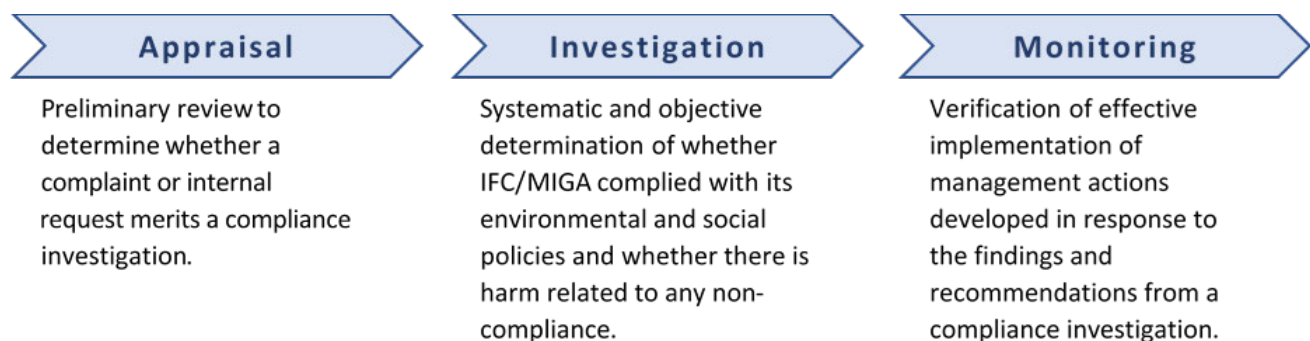 Appraisal
Preliminary review to
determine whether a
complaint or internal
request merits a compliance
investigation.
Investigation
Systematic and objective
determination of whether
IFC/MIGA complied with its
environmental and social
policies and whether there is
harm related to any non-
compliance.
Monitoring
Verification of effective
implementation of
management actions
developed in response to
the findings and
recommendations from a
compliance investigation.